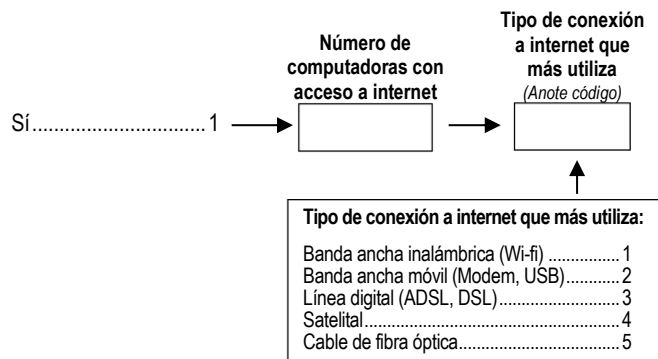 Número de
computadoras con
acceso a internet
Tipo de conexión
a internet que
más utiliza
(Anote código)
Sí............................... 1
Tipo de conexión a internet que más utiliza:
Banda ancha inalámbrica (Wi-fi) ................1
Banda ancha móvil (Modem, USB)............2
Línea digital (ADSL, DSL)...........................3
Satelital.......................................................4
Cable de fibra óptica....................................5